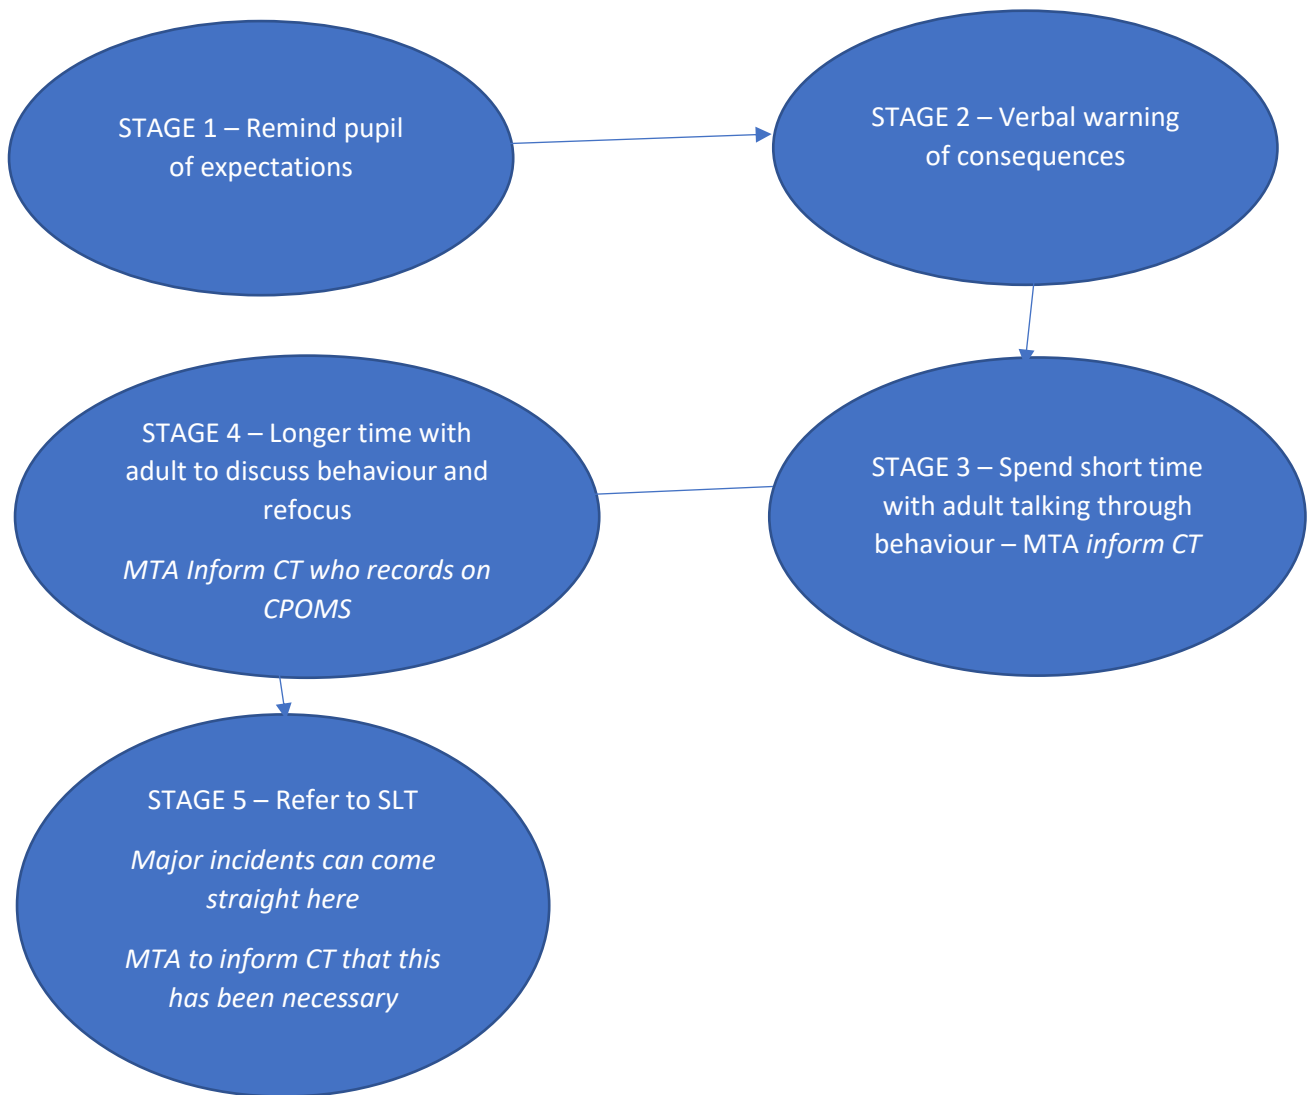 STAGE 1 – Remind pupil
of expectations
STAGE 2 – Verbal warning
of consequences
STAGE 3 – Spend short time
with adult talking through
behaviour – MTA inform CT
STAGE 4 – Longer time with
adult to discuss behaviour and
refocus
MTA Inform CT who records on
CPOMS
STAGE 5 – Refer to SLT
Major incidents can come
straight here
MTA to inform CT that this
has been necessary